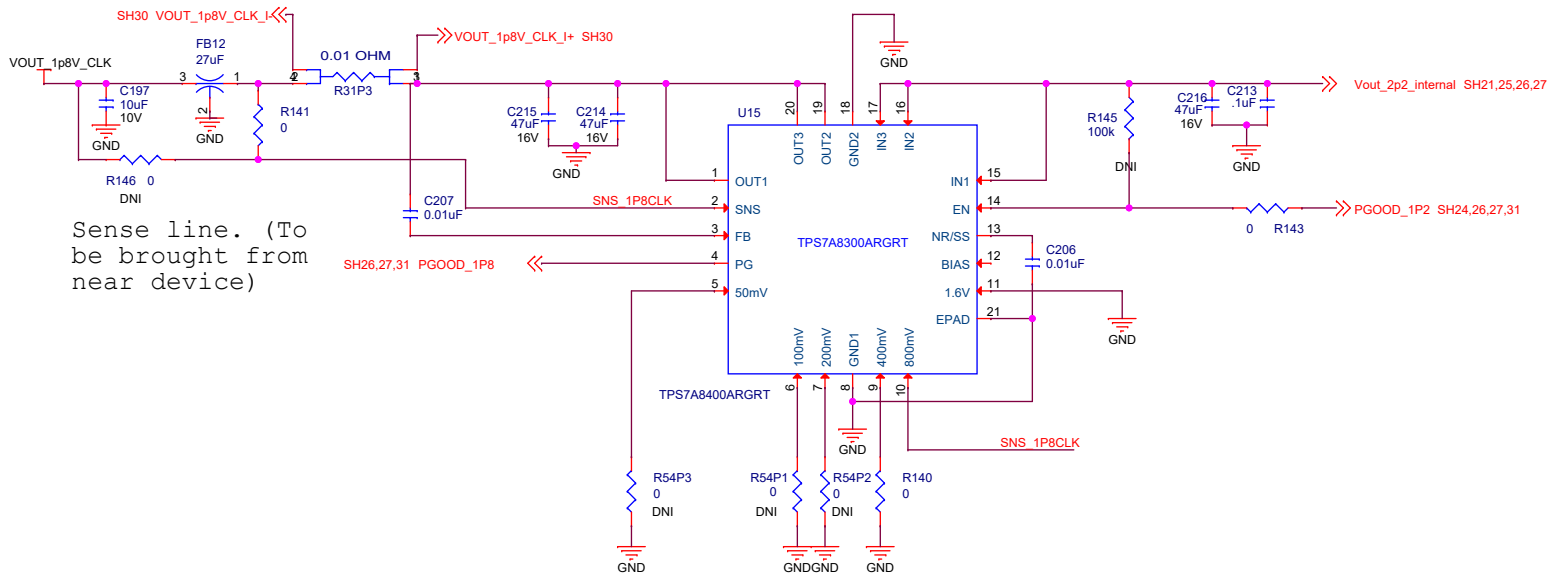 SH30 VOUT_1p8V_CLK_I-
VOUT_1p8V_CLK_I+ SH30
FB12
27uF
0.01 OHM
R31P3
VOUT_1p8V_CLK
3
1
2
4
2
3
1
C197
10uF
10V
GND
GND
R141
0
R146 0
DNI
Sense line. (To
be brought from
near device)
C207
0.01uF
C215
47uF
16V
C214
47uF
16V
GND
GND
U15
20
19
18
17
16
OUT3
OUT2
GND2
IN3
IN2
Vout_2p2_internal SH21,25,26,27
R145
100k
DNI
C216
47uF
16V
C213
.1uF
GND
1
OUT1
IN1
15
SNS_1P8CLK
2
SNS
EN
14
0 R143
PGOOD_1P2 SH24,26,27,31
3
FB
NR/SS
13
TPS7A8300ARGRT
SH26,27,31 PGOOD_1P8
4
PG
BIAS
12
C206
0.01uF
5
50mV
1.6V
11
EPAD
21
GND
100mV
200mV
GND1
400mV
800mV
6
7
8
9
10
TPS7A8400ARGRT
GND
SNS_1P8CLK
R54P3
0
DNI
R54P1
0
DNI
R54P2
0
DNI
R140
0
GND
GND
GND
GND